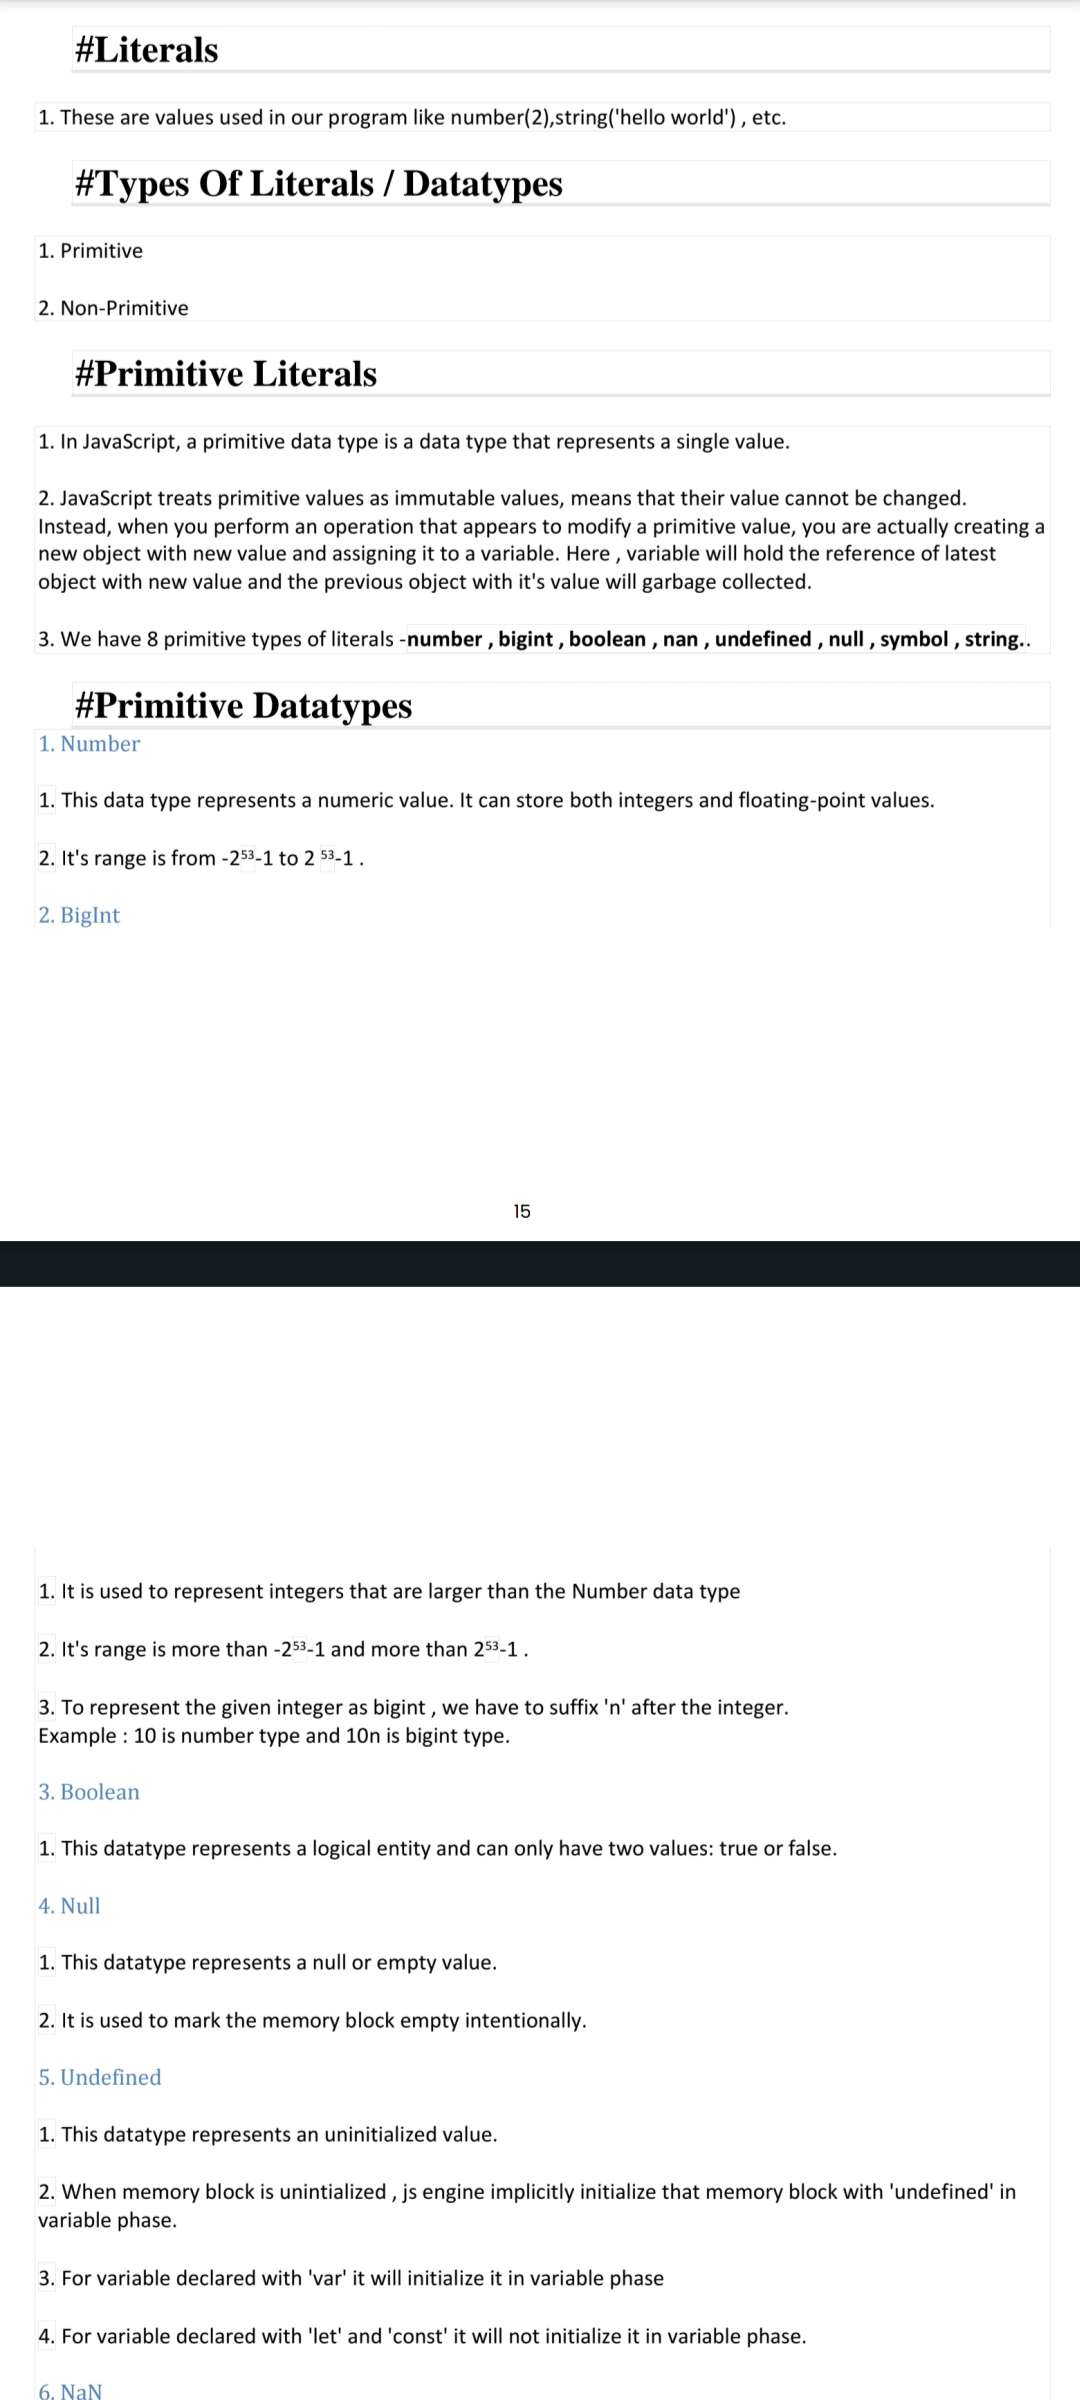 #Literals
1. These are values used in our program like number(2),string('hello world') , etc.
#Types Of Literals / Datatypes
1. Primitive
2. Non-Primitive
#Primitive Literals
1. In JavaScript, a primitive data type is a data type that represents a single value.
2. JavaScript treats primitive values as immutable values, means that their value cannot be changed.
Instead, when you perform an operation that appears to modify a primitive value, you are actually creating a
new object with new value and assigning it to a variable. Here , variable will hold the reference of latest
object with new value and the previous object with it's value will garbage collected.
3. We have 8 primitive types of literals -number , bigint , boolean , nan , undefined , null , symbol , string..
#Primitive Datatypes
1. Number
1. This data type represents a numeric value. It can store both integers and floating-point values.
2. It's range is from -2⁵³-1 to 2 ⁵³-1 .
2. BigInt
15
1. It is used to represent integers that are larger than the Number data type
2. It's range is more than -2⁵³-1 and more than 2⁵³-1 .
3. To represent the given integer as bigint , we have to suffix 'n' after the integer.
Example : 10 is number type and 10n is bigint type.
3. Boolean
1. This datatype represents a logical entity and can only have two values: true or false.
4. Null
1. This datatype represents a null or empty value.
2. It is used to mark the memory block empty intentionally.
5. Undefined
1. This datatype represents an uninitialized value.
2. When memory block is unintialized , js engine implicitly initialize that memory block with 'undefined' in
variable phase.
3. For variable declared with 'var' it will initialize it in variable phase
4. For variable declared with 'let' and 'const' it will not initialize it in variable phase.
6. NaN